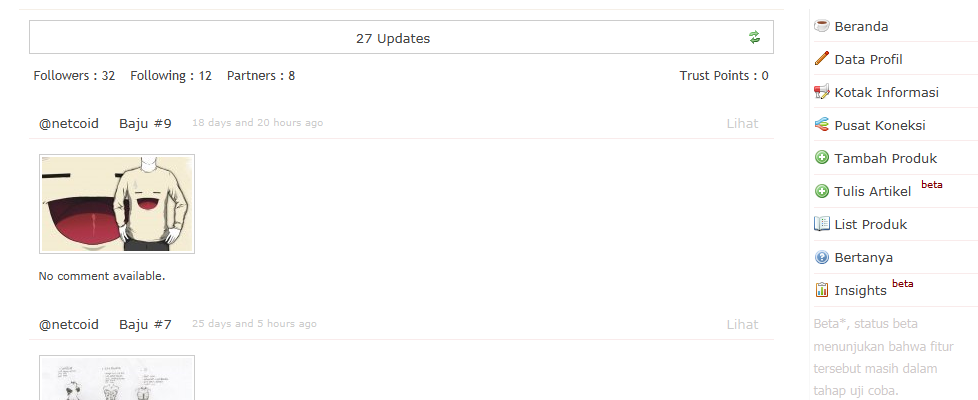 27 Updates
Followers : 32 Following : 12 Partners : 8 Trust Points : 0
@netcoid Baju #9 18 days and 20 hours ago Lihat
No comment available.
@netcoid Baju #7 25 days and 5 hours ago Lihat
Beranda
Data Profil
Kotak Informasi
Pusat Koneksi
Tambah Produk
Tulis Artikel beta
List Produk
Bertanya
Insights beta
Beta*, status beta
menunjukan bahwa fitur
tersebut masih dalam
tahap uji coba.